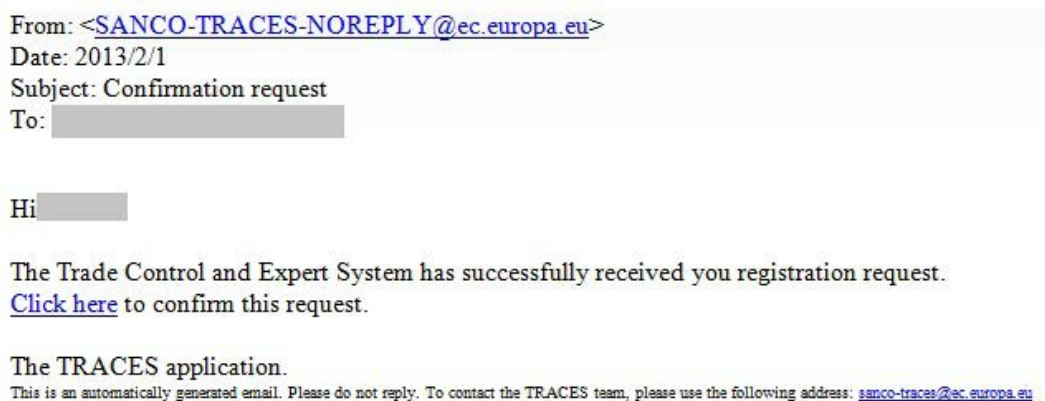 From: <SANCO-TRACES-NOREPLY@ec.europa.eu>
Date: 2013/2/1
Subject: Confirmation request
To:
Hi
The Trade Control and Expert System has successfully received you registration request.
Click here to confirm this request.
The TRACES application.
This is an automatically generated email. Please do not reply. To contact the TRACES team, please use the following address: sanco-traces@ec.europa.eu